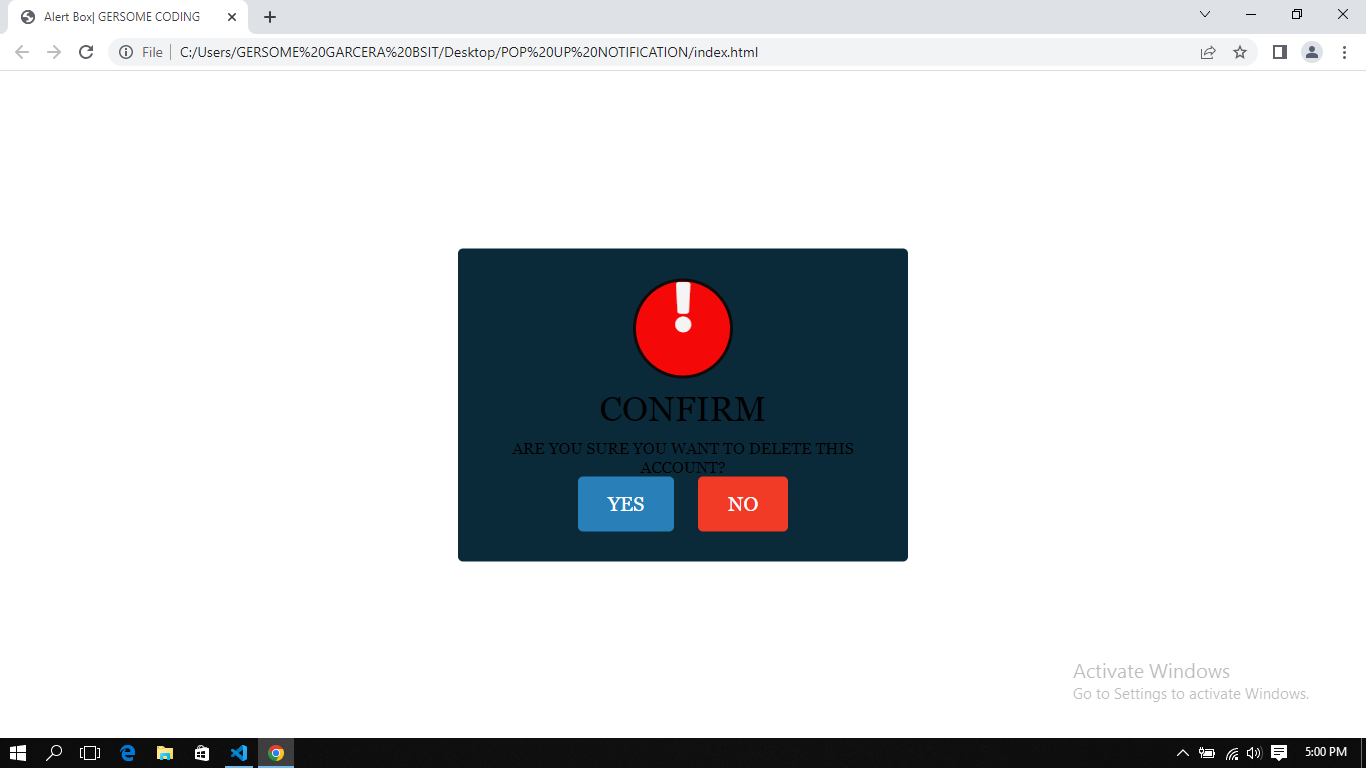 Alert Box| GERSOME CODING
File
C:/Users/GERSOME%20GARCERA%20BSIT/Desktop/POP%20UP%20NOTIFICATION/index.html
!
CONFIRM
ARE YOU SURE YOU WANT TO DELETE THIS
ACCOUNT?
YES
NO
Activate Windows
Go to Settings to activate Windows.
5:00 PM